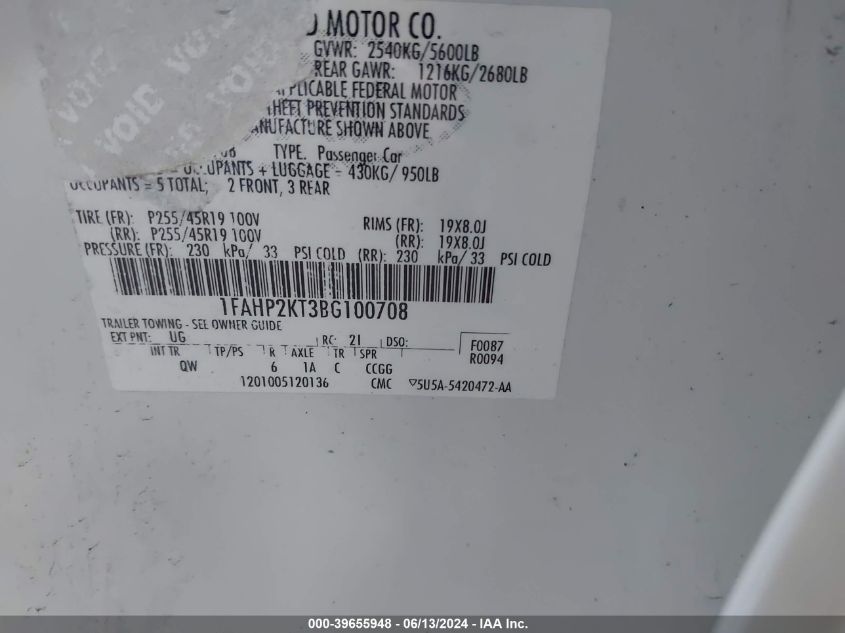 MOTOR CO.
GVWR: 2540KG/5600LB
REAR GAWR: 1216KG/2680LB
VOID VOID VOID VOID
APPLICABLE FEDERAL MOTOR
THEFT PREVENTION STANDARDS
MANUFACTURE SHOWN ABOVE
TYPE: Passenger Car
OCCUPANTS + LUGGAGE = 430KG/ 950LB
OCCUPANTS = 5 TOTAL; 2 FRONT, 3 REAR
TIRE (FR): P255/45R19 100V RIMS (FR): 19X8.0J
(RR): P255/45R19 100V (RR): 19X8.0J
PRESSURE (FR): 230 kPa/ 33 PSI COLD (RR): 230 kPa/ 33 PSI COLD
1FAHP2KT3BG100708
TRAILER TOWING - SEE OWNER GUIDE
EXT PNT: UG RC: 21 DSO: F0087
INT TR TP/PS R AXLE TR SPR R0094
QW 6 1A C CCGG
1201005120136 CMC ▽5U5A-5420472-AA
000-39655948 - 06/13/2024 - IAA Inc.